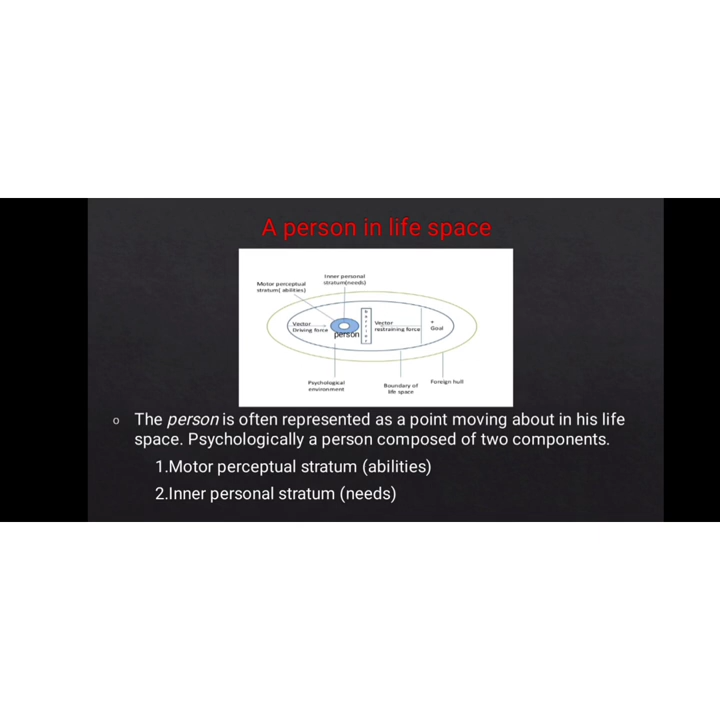 A person in life space
Inner personal
stratum(needs)
Motor perceptual
stratum( abilities)
Vector
Driving force
person
Barrier
Vector
restraining force
+
Goal
Psychological
environment
Boundary of
life space
Foreign hull
o The person is often represented as a point moving about in his life
space. Psychologically a person composed of two components.
1.Motor perceptual stratum (abilities)
2.Inner personal stratum (needs)